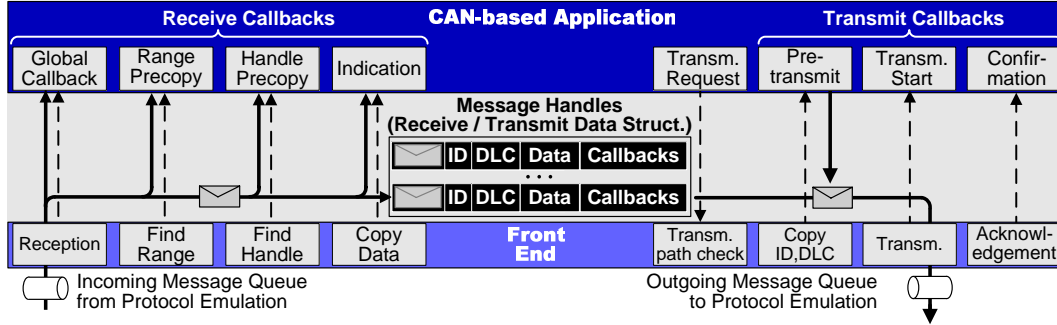 Receive Callbacks
CAN-based Application
Transmit Callbacks
Global
Callback
Range
Precopy
Handle
Precopy
Indication
Transm.
Request
Pre-
transmit
Transm.
Start
Confir-
mation
Message Handles
(Receive / Transmit Data Struct.)
ID DLC Data Callbacks
. . .
ID DLC Data Callbacks
Reception
Find
Range
Find
Handle
Copy
Data
Front
End
Transm.
path check
Copy
ID,DLC
Transm.
Acknowl-
edgement
Incoming Message Queue
from Protocol Emulation
Outgoing Message Queue
to Protocol Emulation